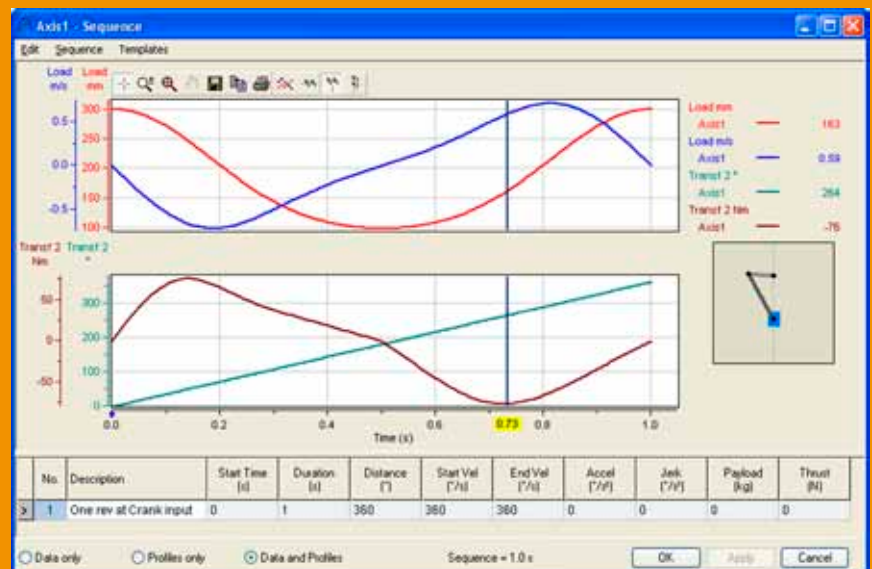 Axis1 - Sequence
Edit Sequence Templates
Load m/s
Load mm
300
200
150
100
0.5
0.0
-0.5
Load mm
Axis1 163
Load m/s
Axis1 0.59
Transf 2 °
Axis1 264
Transf 2 Nm
Axis1 -76
Transf 2 Nm
Transf 2 °
50
0
-50
300
200
100
0
0.0 0.2 0.4 0.6 0.73 0.8 1.0
Time (s)
No. Description Start Time (s) Duration (s) Distance (°) Start Vel (°/s) End Vel (°/s) Accel (°/s²) Jerk (°/s³) Payload (kg) Thrust (N)
> 1 One rev at Crank input 0 1 360 360 360 0 0 0 0
Data only Profiles only Data and Profiles Sequence = 1.0 s OK Apply Cancel